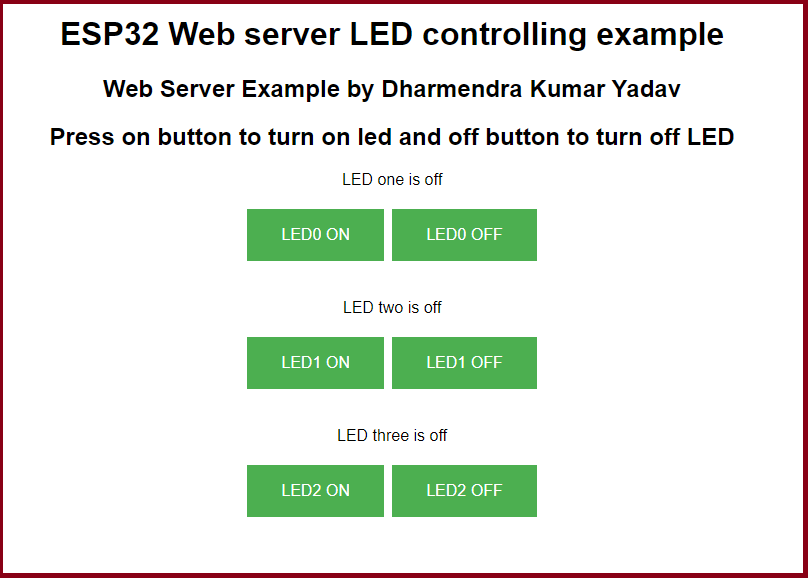 ESP32 Web server LED controlling example
Web Server Example by Dharmendra Kumar Yadav
Press on button to turn on led and off button to turn off LED
LED one is off
LED0 ON LED0 OFF
LED two is off
LED1 ON LED1 OFF
LED three is off
LED2 ON LED2 OFF